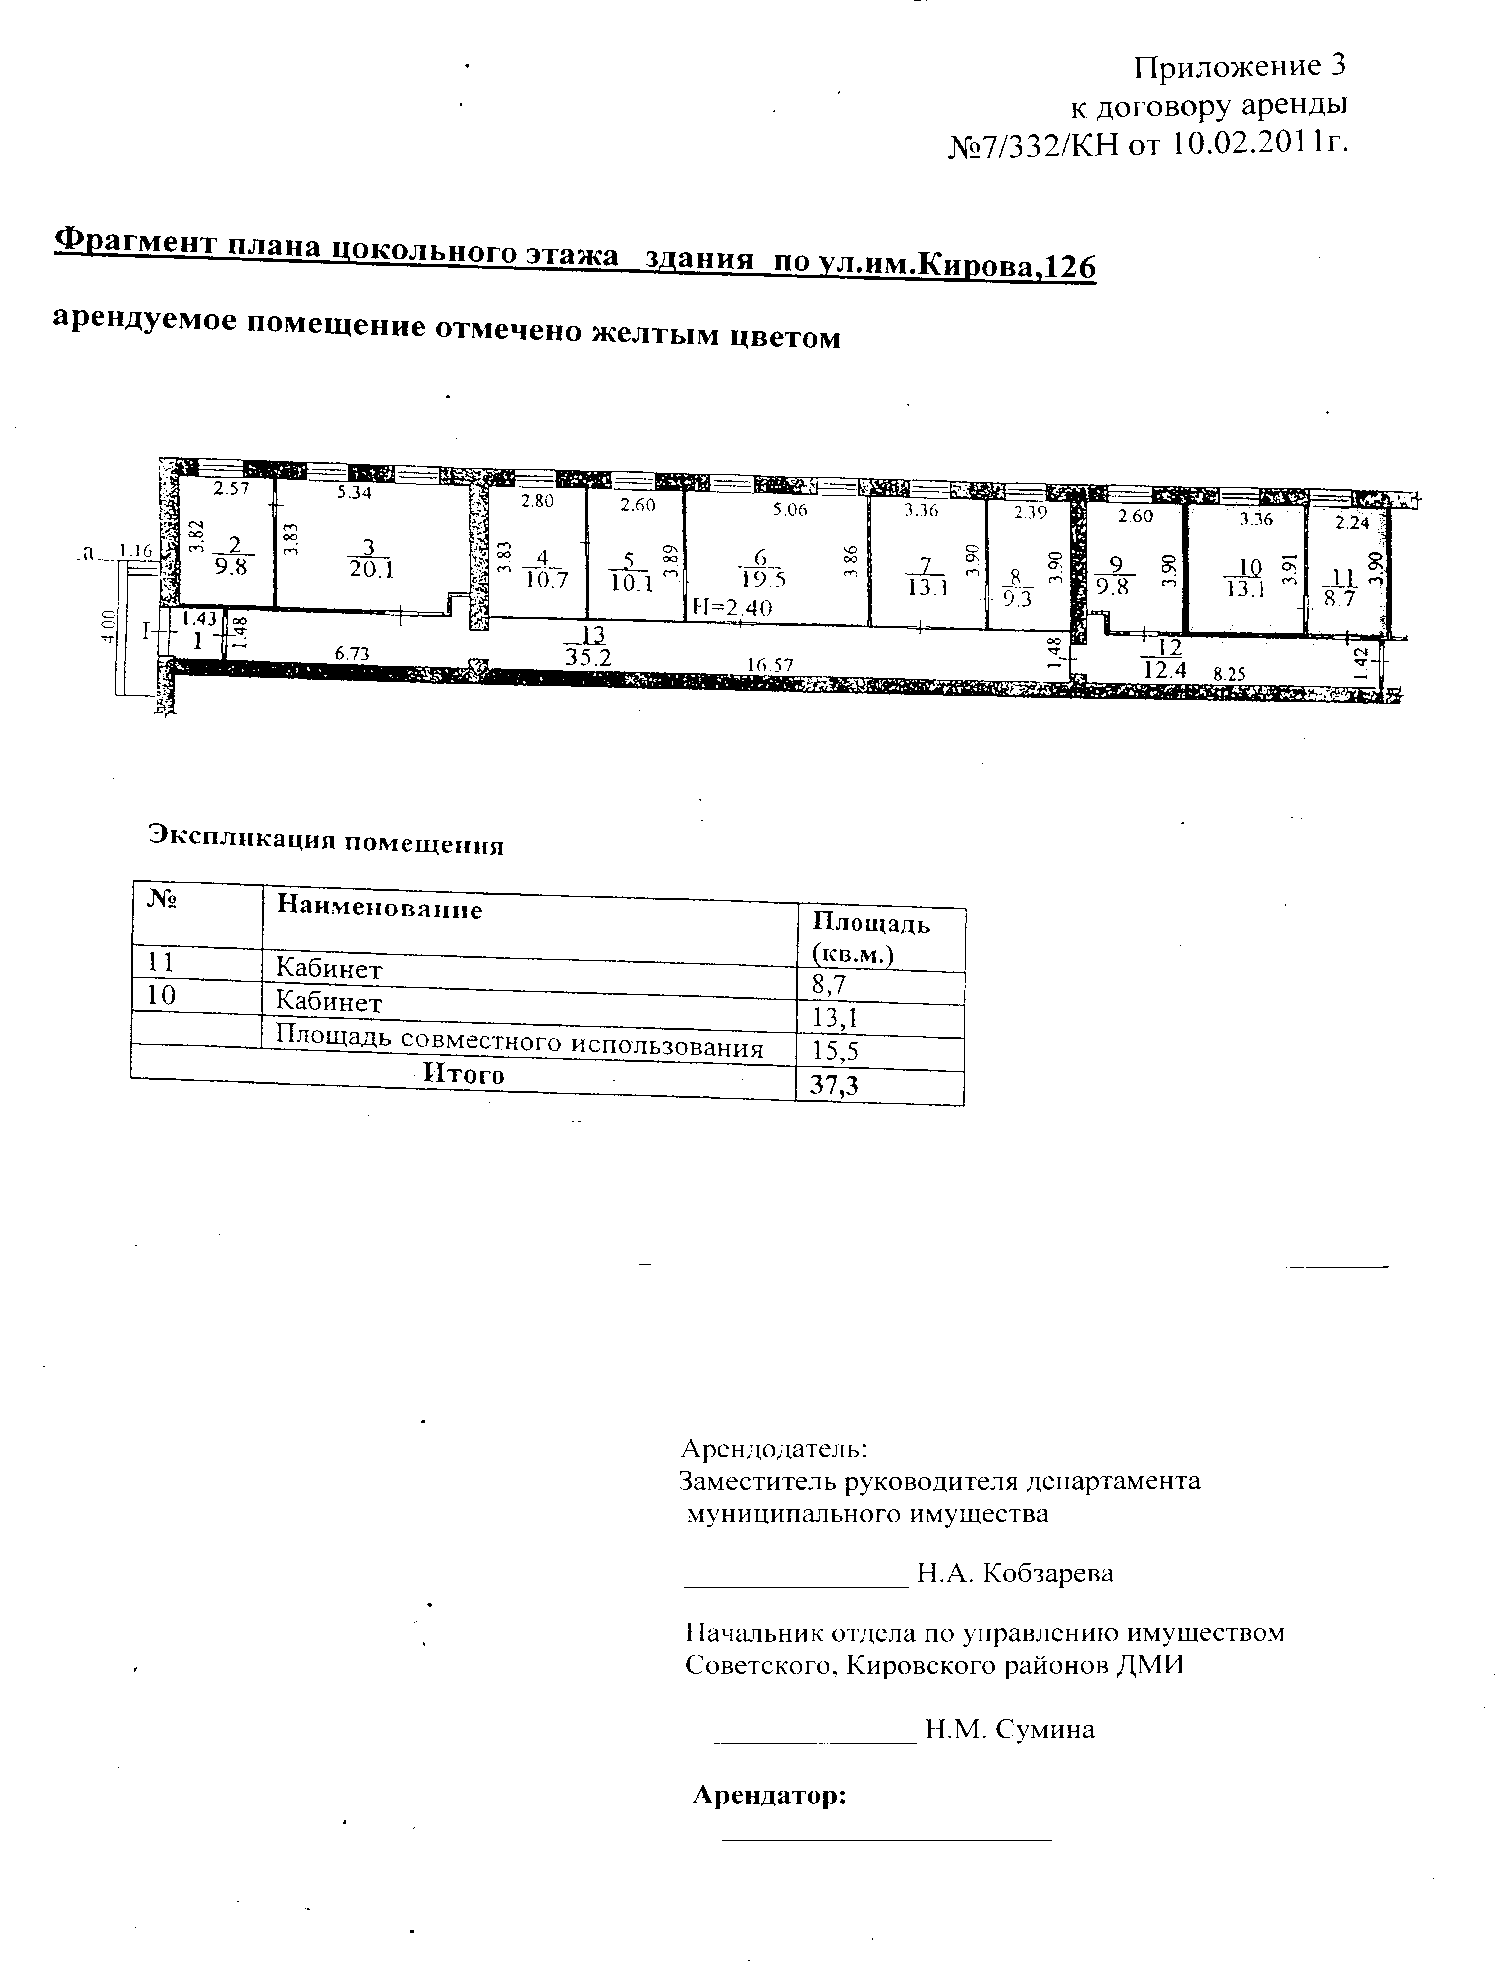 Приложение 3
к договору аренды
№7/332/КН от 10.02.2011г.
Фрагмент плана цокольного этажа здания по ул.им.Кирова,126
арендуемое помещение отмечено желтым цветом
2.57 5.34 2.80 2.60 5.06 3.36 2.39 2.60 3.36 2.24
3.82 3.83 3.83 3.89 3.86 3.90 3.90 3.90 3.91 3.90
а 1.16
2 3 4 5 6 7 8 9 10 11
9.8 20.1 10.7 10.1 19.5 13.1 9.3 9.8 13.1 8.7
Н=2.40
4.00 I 1.43 1.48 13 1,48 12 1.42
1 6.73 35.2 16.57 12.4 8.25
Экспликация помещения
№ Наименование Площадь
(кв.м.)
11 Кабинет 8,7
10 Кабинет 13,1
Площадь совместного использования 15,5
Итого 37,3
Арендодатель:
Заместитель руководителя департамента
муниципального имущества
Н.А. Кобзарева
Начальник отдела по управлению имуществом
Советского, Кировского районов ДМИ
Н.М. Сумина
Арендатор: